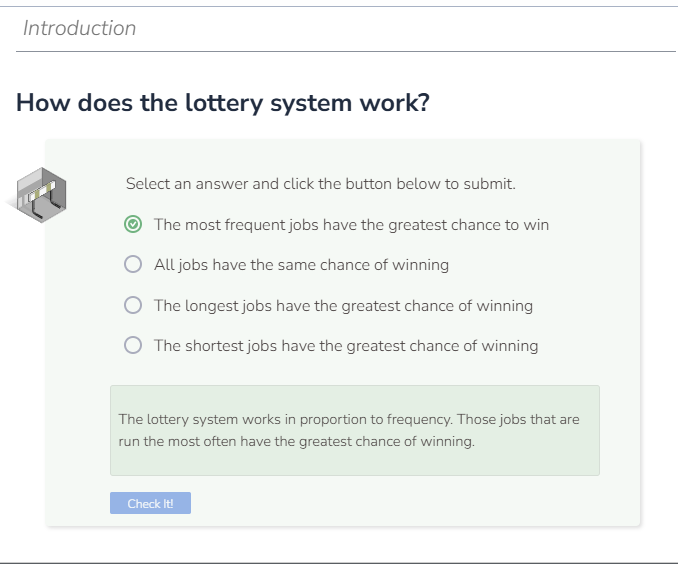 Introduction
How does the lottery system work?
Select an answer and click the button below to submit.
The most frequent jobs have the greatest chance to win
All jobs have the same chance of winning
The longest jobs have the greatest chance of winning
The shortest jobs have the greatest chance of winning
The lottery system works in proportion to frequency. Those jobs that are
run the most often have the greatest chance of winning.
Check It!